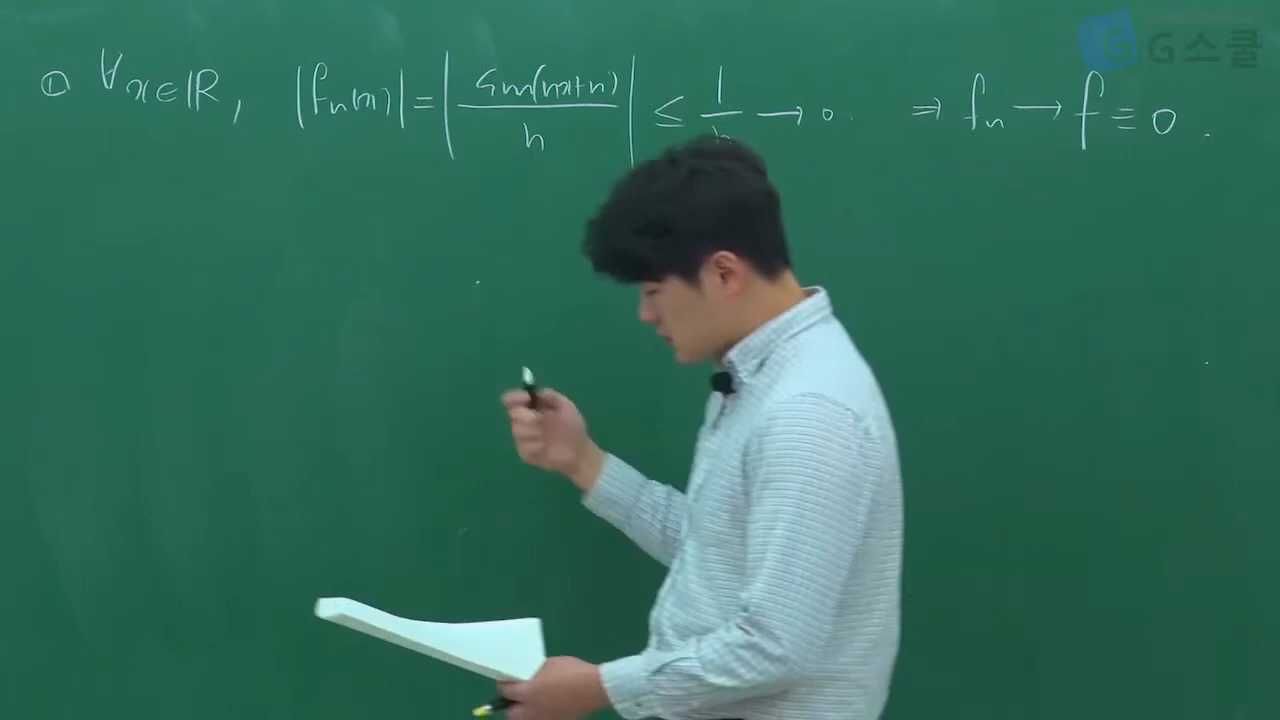 G스쿨
① ∀x∈ℝ, |fₙ(x)| = |sin(nx+n)/n| ≤ 1/n → 0. ⇒ fₙ → f ≡ 0.